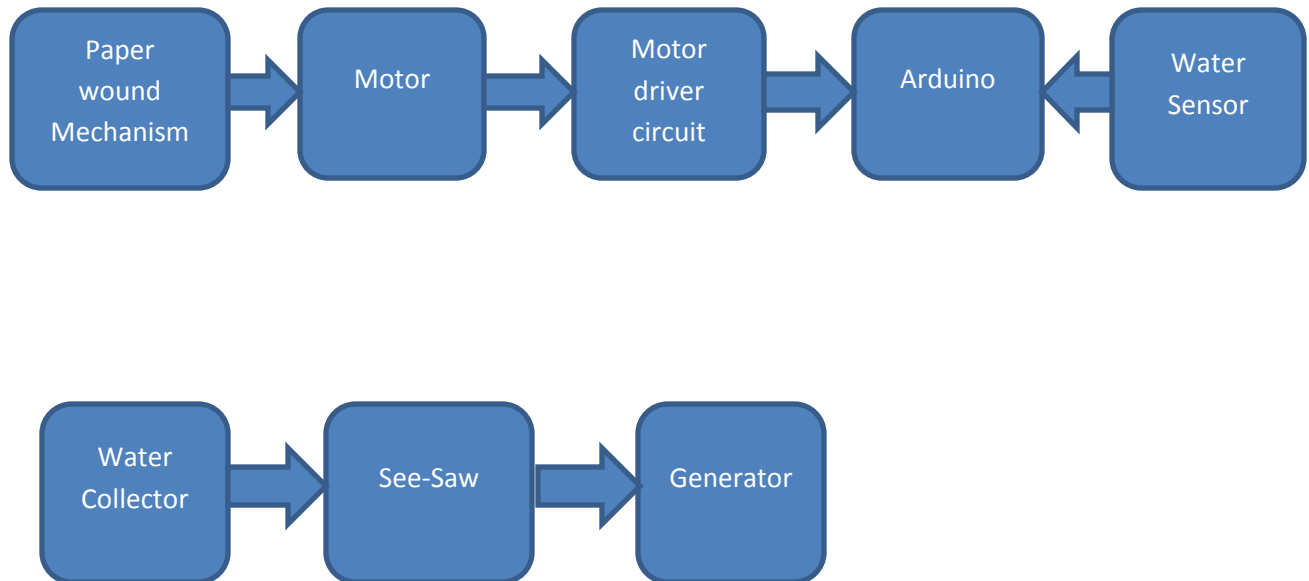 Paper
wound
Mechanism
Motor
Motor
driver
circuit
Arduino
Water
Sensor
Water
Collector
See-Saw
Generator